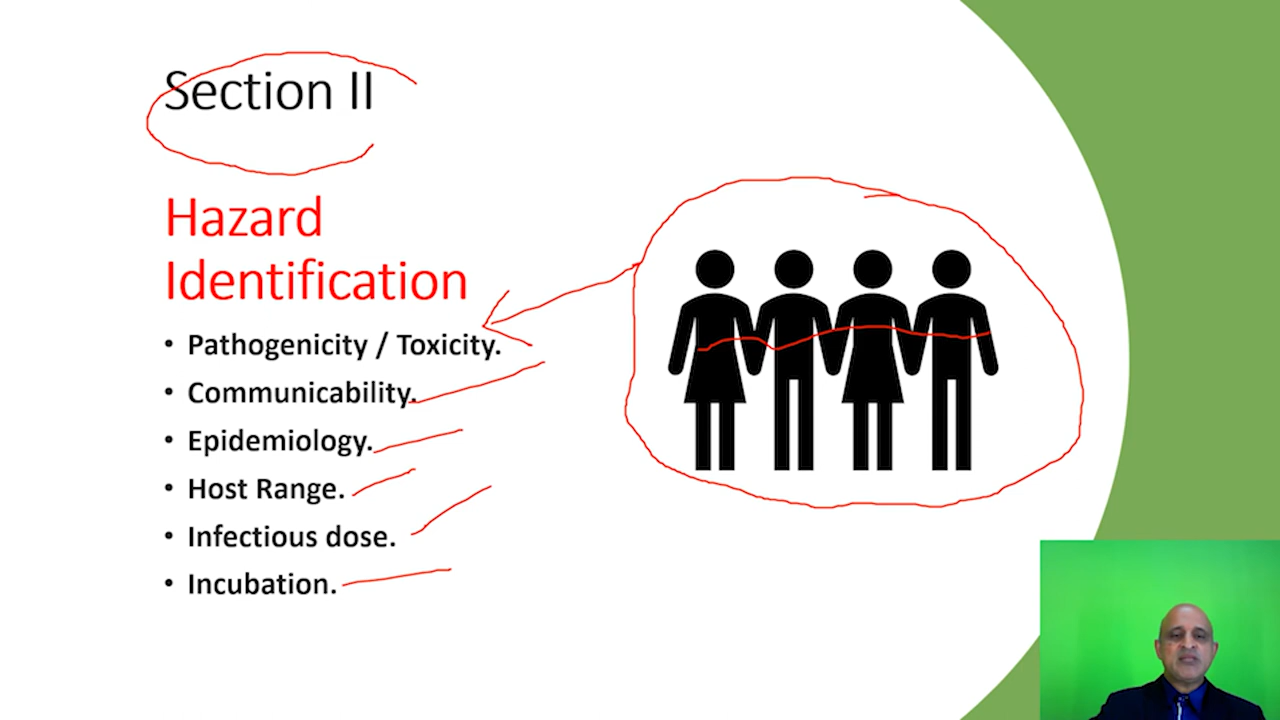 Section II
Hazard
Identification
• Pathogenicity / Toxicity.
• Communicability.
• Epidemiology.
• Host Range.
• Infectious dose.
• Incubation.